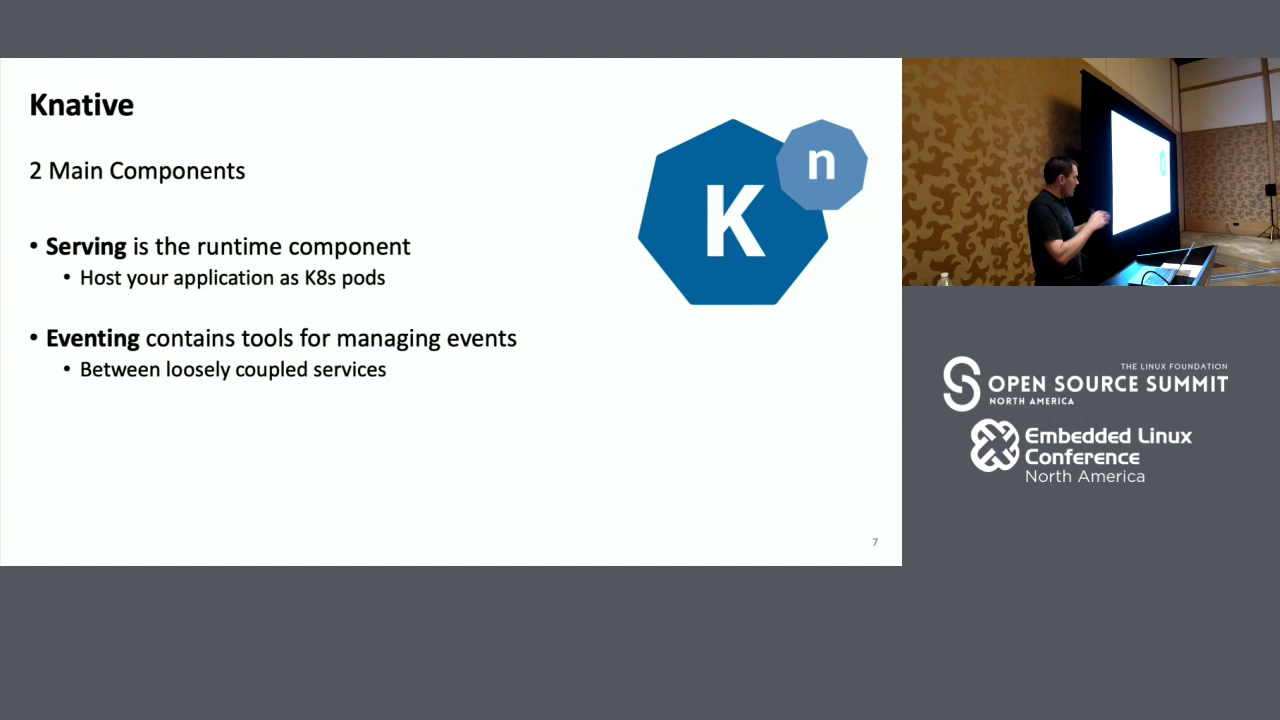 Knative
2 Main Components
• Serving is the runtime component
• Host your application as K8s pods
• Eventing contains tools for managing events
• Between loosely coupled services
K
n
7
THE LINUX FOUNDATION
OPEN SOURCE SUMMIT
NORTH AMERICA
Embedded Linux
Conference
North America